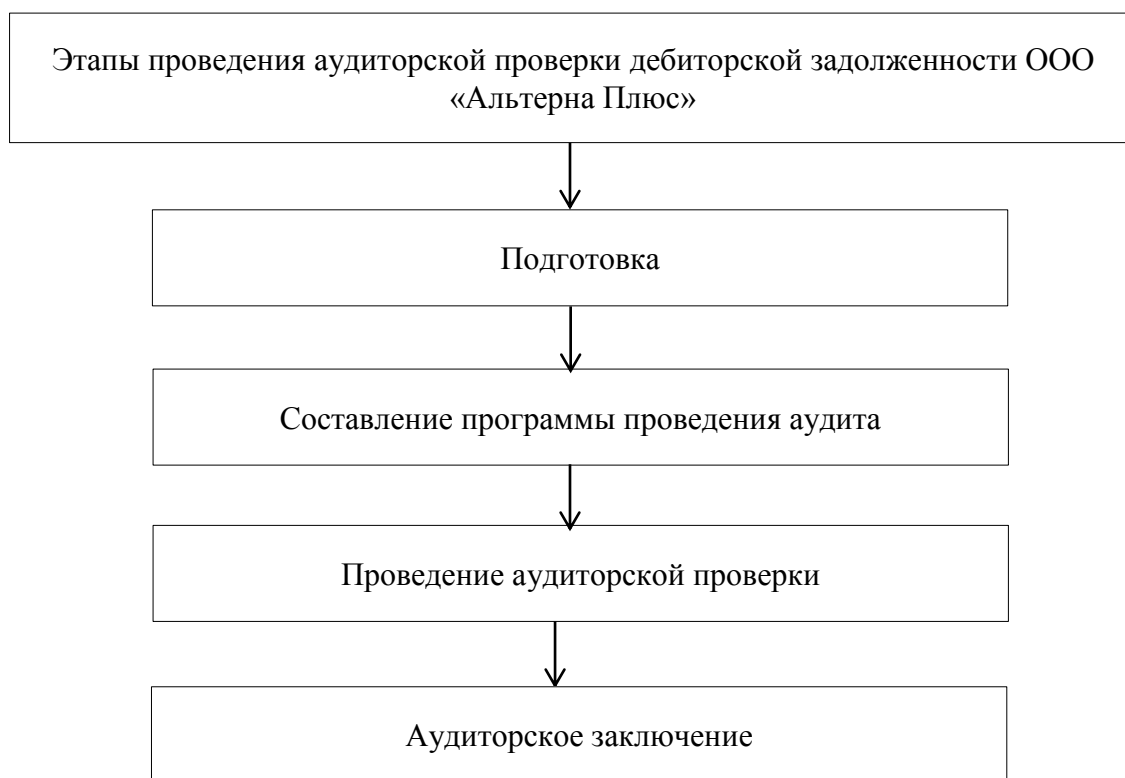 Этапы проведения аудиторской проверки дебиторской задолженности ООО
«Альтерна Плюс»
Подготовка
Составление программы проведения аудита
Проведение аудиторской проверки
Аудиторское заключение